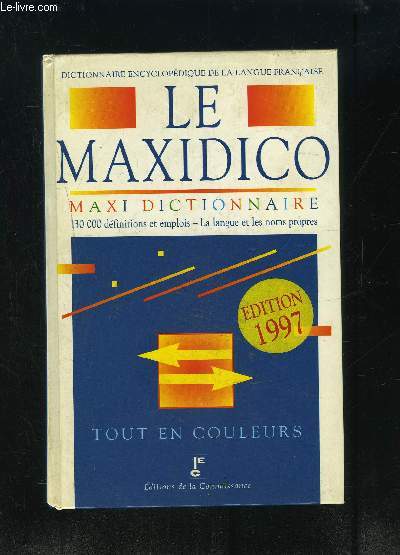 Le-livre.com
DICTIONNAIRE ENCYCLOPÉDIQUE DE LA LANGUE FRANÇAISE
LE
MAXIDICO
MAXI DICTIONNAIRE
130 000 définitions et emplois - La langue et les noms propres
EDITION
1997
TOUT EN COULEURS
Éditions de la Connaissance